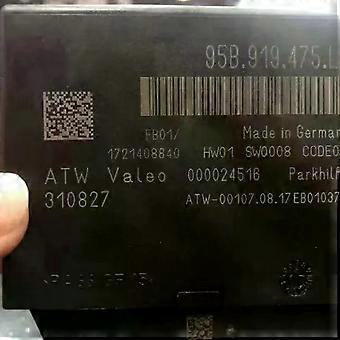 95B.919.475.L
EB01/ Made in German
1721408840 HW01 SW0008 CODE0
ATW Valeo 000024516 Parkhilf
310827 ATW-00107.08.17EB01037